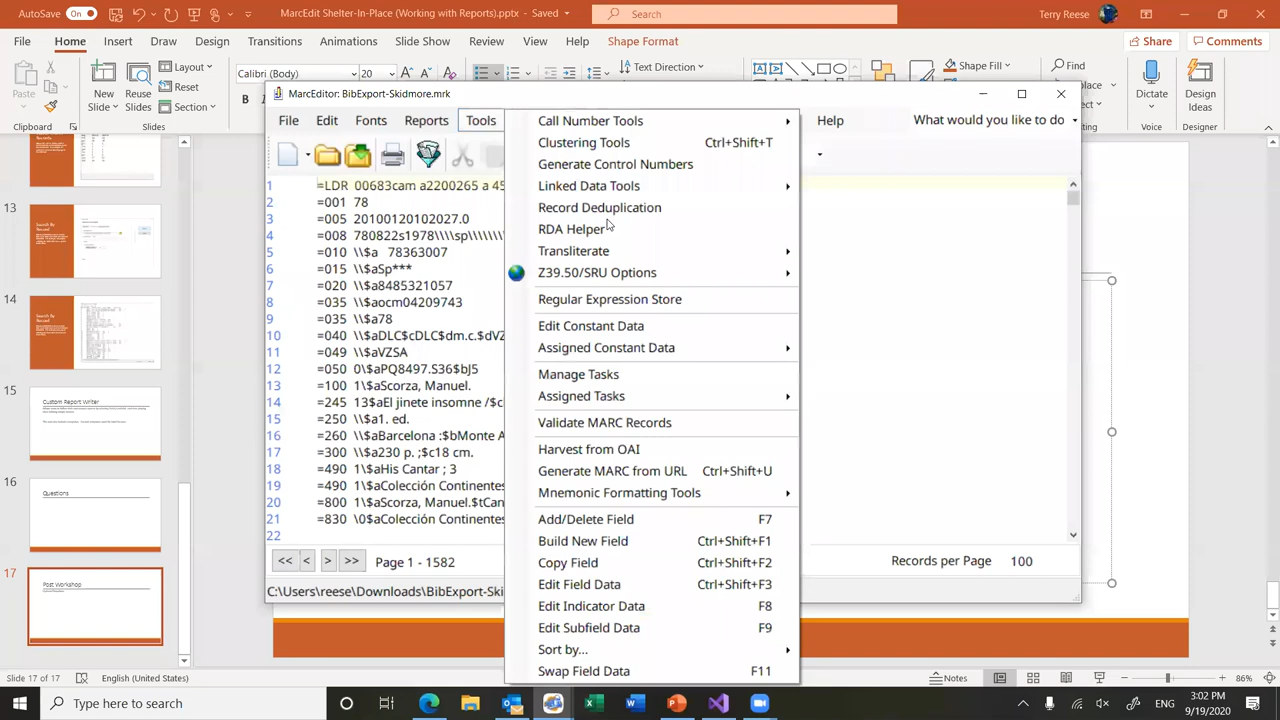 AutoSave On
MarcEdit Shelter-In-Place (Working with Reports).pptx - Saved
Search
Terry Reese
File Home Insert Draw Design Transitions Animations Slide Show Review View Help Shape Format
Share Comments
Paste
Clipboard
New Slide
Reuse Slides
Layout
Reset
Section
Slides
Calibri (Body) 20
B
Text Direction
Shape Fill
Find
Dictate
Design Ideas
Designer
MarcEditor: BibExport-Skidmore.mrk
File Edit Fonts Reports Tools Help What would you like to do
1 =LDR 00683cam a2200265 a 45
2 =001 78
3 =005 20100120102027.0
4 =008 780822s1978\\\\sp\\\\\\\
5 =010 \\$a 78363007
6 =015 \\$aSp***
7 =020 \\$a8485321057
8 =035 \\$aocm04209743
9 =035 \\$a78
10 =040 \\$aDLC$cDLC$dm.c.$dVZ
11 =049 \\$aVZSA
12 =050 0\$aPQ8497.S36$bJ5
13 =100 1\$aScorza, Manuel.
14 =245 13$aEl jinete insomne /$c
15 =250 \\$a1. ed.
16 =260 \\$aBarcelona :$bMonte A
17 =300 \\$a230 p. ;$c18 cm.
18 =490 1\$aHis Cantar ; 3
19 =490 1\$aColección Continentes
20 =800 1\$aScorza, Manuel.$tCan
21 =830 \0$aColección Continentes
22
Call Number Tools
Clustering Tools Ctrl+Shift+T
Generate Control Numbers
Linked Data Tools
Record Deduplication
RDA Helper
Transliterate
Z39.50/SRU Options
Regular Expression Store
Edit Constant Data
Assigned Constant Data
Manage Tasks
Assigned Tasks
Validate MARC Records
Harvest from OAI
Generate MARC from URL Ctrl+Shift+U
Mnemonic Formatting Tools
Add/Delete Field F7
Build New Field Ctrl+Shift+F1
Copy Field Ctrl+Shift+F2
Edit Field Data Ctrl+Shift+F3
Edit Indicator Data F8
Edit Subfield Data F9
Sort by...
Swap Field Data F11
<< < > >> Page 1 - 1582
Records per Page 100
C:\Users\reese\Downloads\BibExport-Ski
13
14
15
Custom Report Writer
16
Questions
17
Post Workshop
Slide 17 of 17
English (United States)
Notes
86%
Type here to search
ENG
3:02 PM
9/19/2020